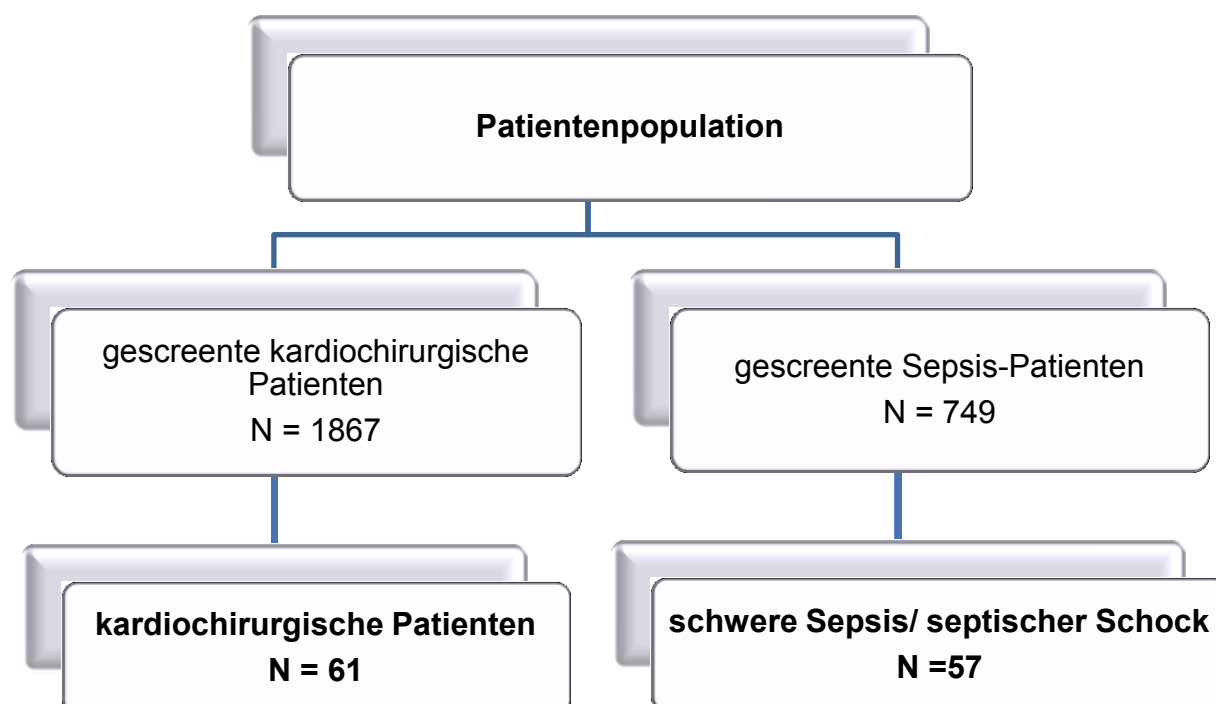 Patientenpopulation
gescreente kardiochirurgische
Patienten
N = 1867
gescreente Sepsis-Patienten
N = 749
kardiochirurgische Patienten
N = 61
schwere Sepsis/ septischer Schock
N =57